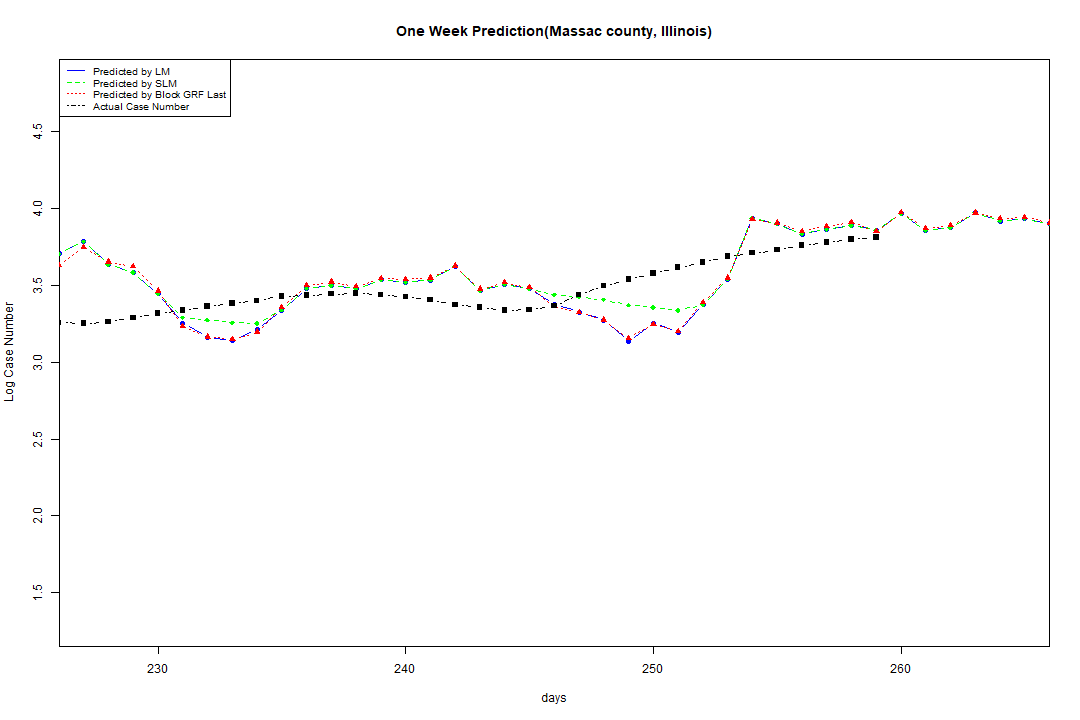 One Week Prediction(Massac county, Illinois)
Predicted by LM
Predicted by SLM
Predicted by Block GRF Last
Actual Case Number
4.5
4.0
3.5
3.0
2.5
2.0
1.5
Log Case Number
230
240
250
260
days